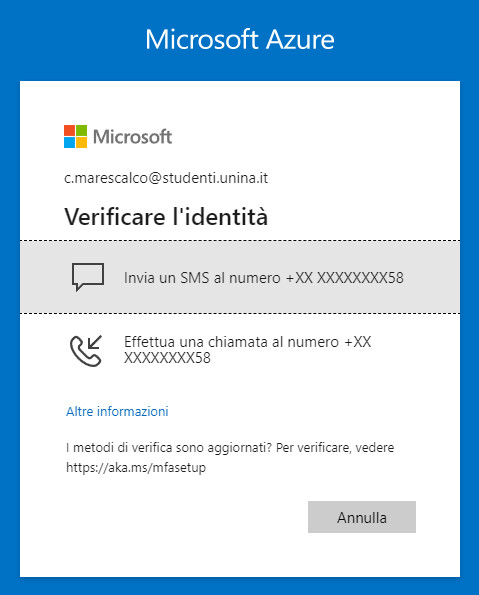 Microsoft Azure
Microsoft
c.marescalco@studenti.unina.it
Verificare l'identità
Invia un SMS al numero +XX XXXXXXXX58
Effettua una chiamata al numero +XX
XXXXXXXX58
Altre informazioni
I metodi di verifica sono aggiornati? Per verificare, vedere
https://aka.ms/mfasetup
Annulla